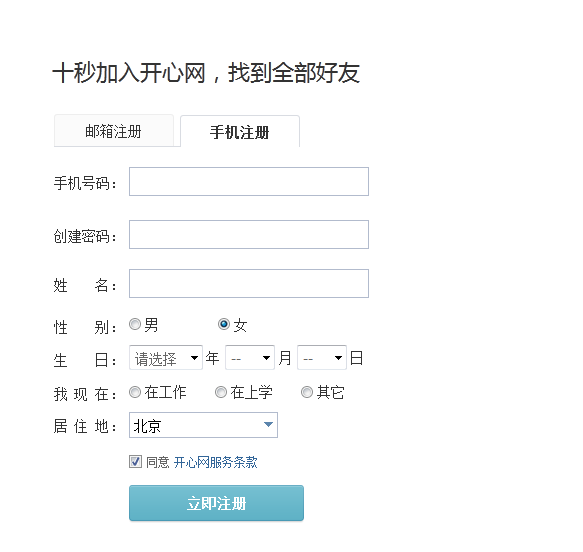 十秒加入开心网，找到全部好友
邮箱注册 手机注册
手机号码：
创建密码：
姓 名：
性 别： 男 女
生 日： 请选择 年 -- 月 -- 日
我 现 在： 在工作 在上学 其它
居 住 地： 北京
同意 开心网服务条款
立即注册